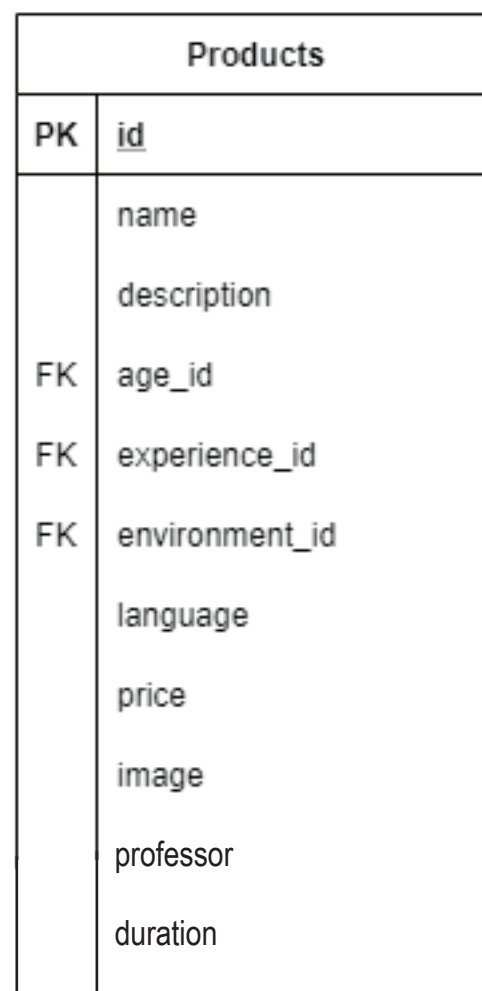 Products
PK id
name
description
FK age_id
FK experience_id
FK environment_id
language
price
image
professor
duration